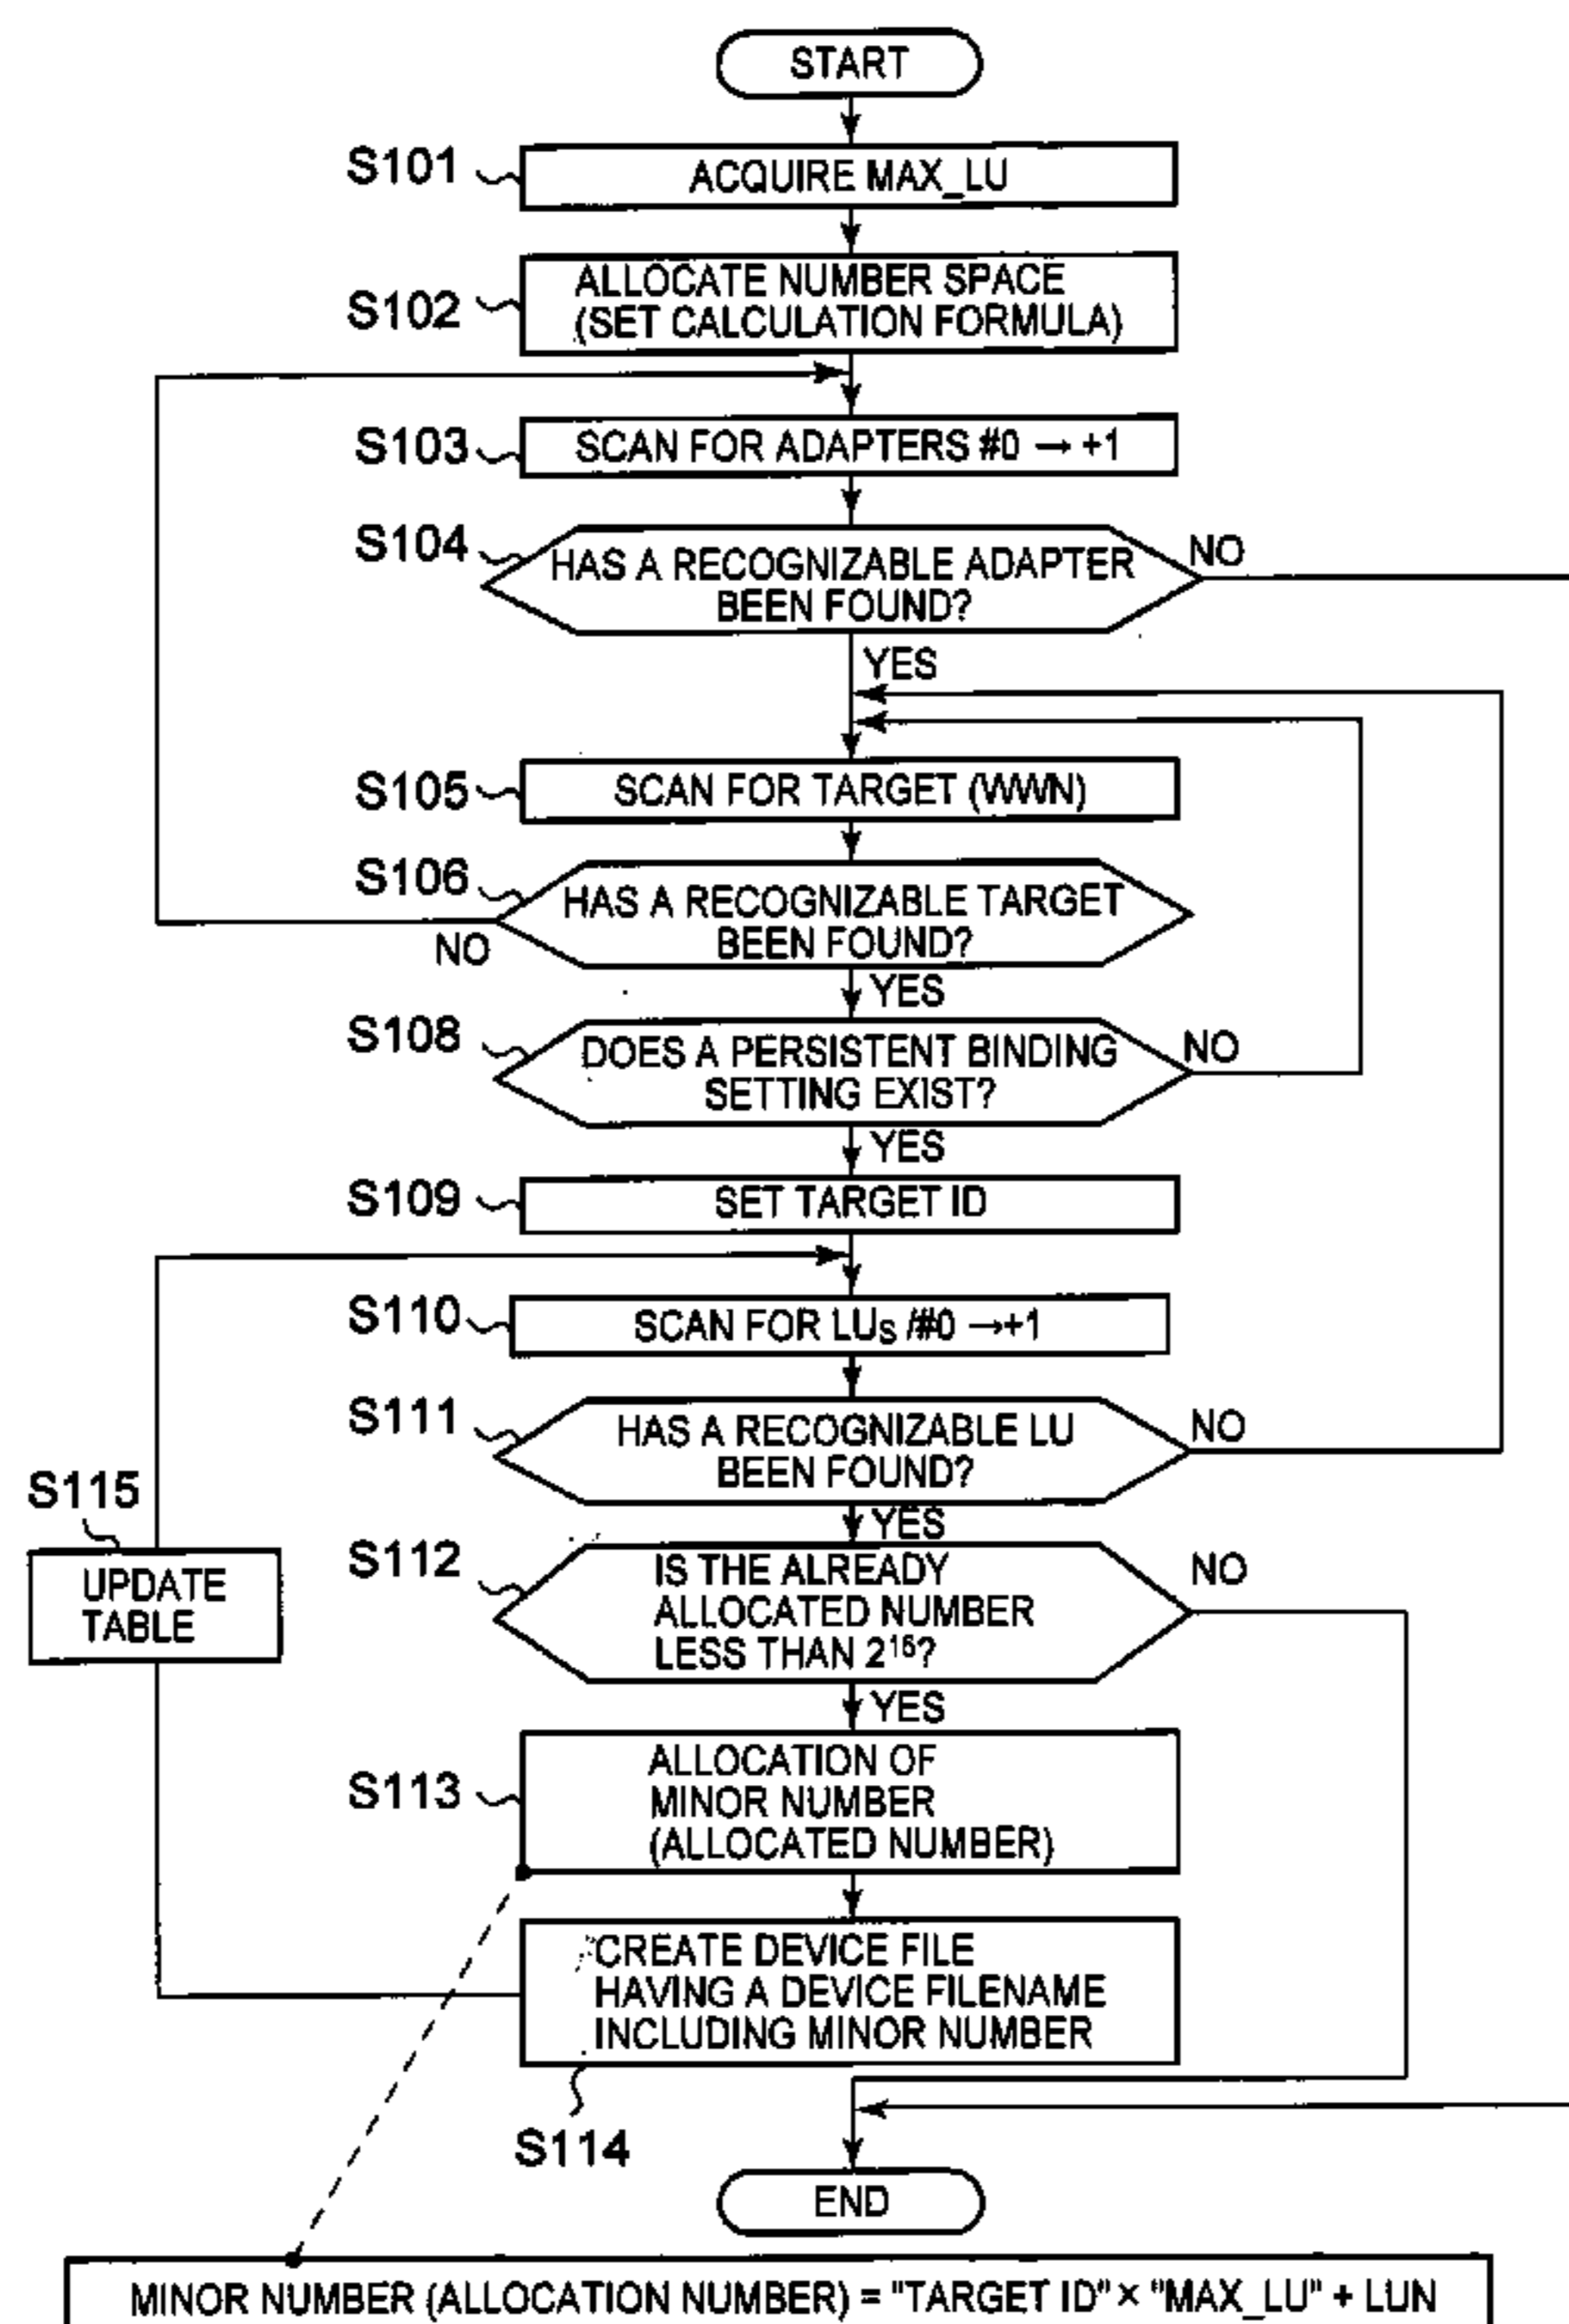 START
S101
ACQUIRE MAX_LU
S102
ALLOCATE NUMBER SPACE
(SET CALCULATION FORMULA)
S103
SCAN FOR ADAPTERS #0 → +1
S104
HAS A RECOGNIZABLE ADAPTER
BEEN FOUND?
NO
YES
S105
SCAN FOR TARGET (WWN)
S106
HAS A RECOGNIZABLE TARGET
BEEN FOUND?
NO
YES
S108
DOES A PERSISTENT BINDING
SETTING EXIST?
NO
YES
S109
SET TARGET ID
S110
SCAN FOR LUs /#0 →+1
S111
HAS A RECOGNIZABLE LU
BEEN FOUND?
NO
YES
S115
UPDATE
TABLE
S112
IS THE ALREADY
ALLOCATED NUMBER
LESS THAN 2¹⁶?
NO
YES
S113
ALLOCATION OF
MINOR NUMBER
(ALLOCATED NUMBER)
CREATE DEVICE FILE
HAVING A DEVICE FILENAME
INCLUDING MINOR NUMBER
S114
END
MINOR NUMBER (ALLOCATION NUMBER) = "TARGET ID" × "MAX_LU" + LUN